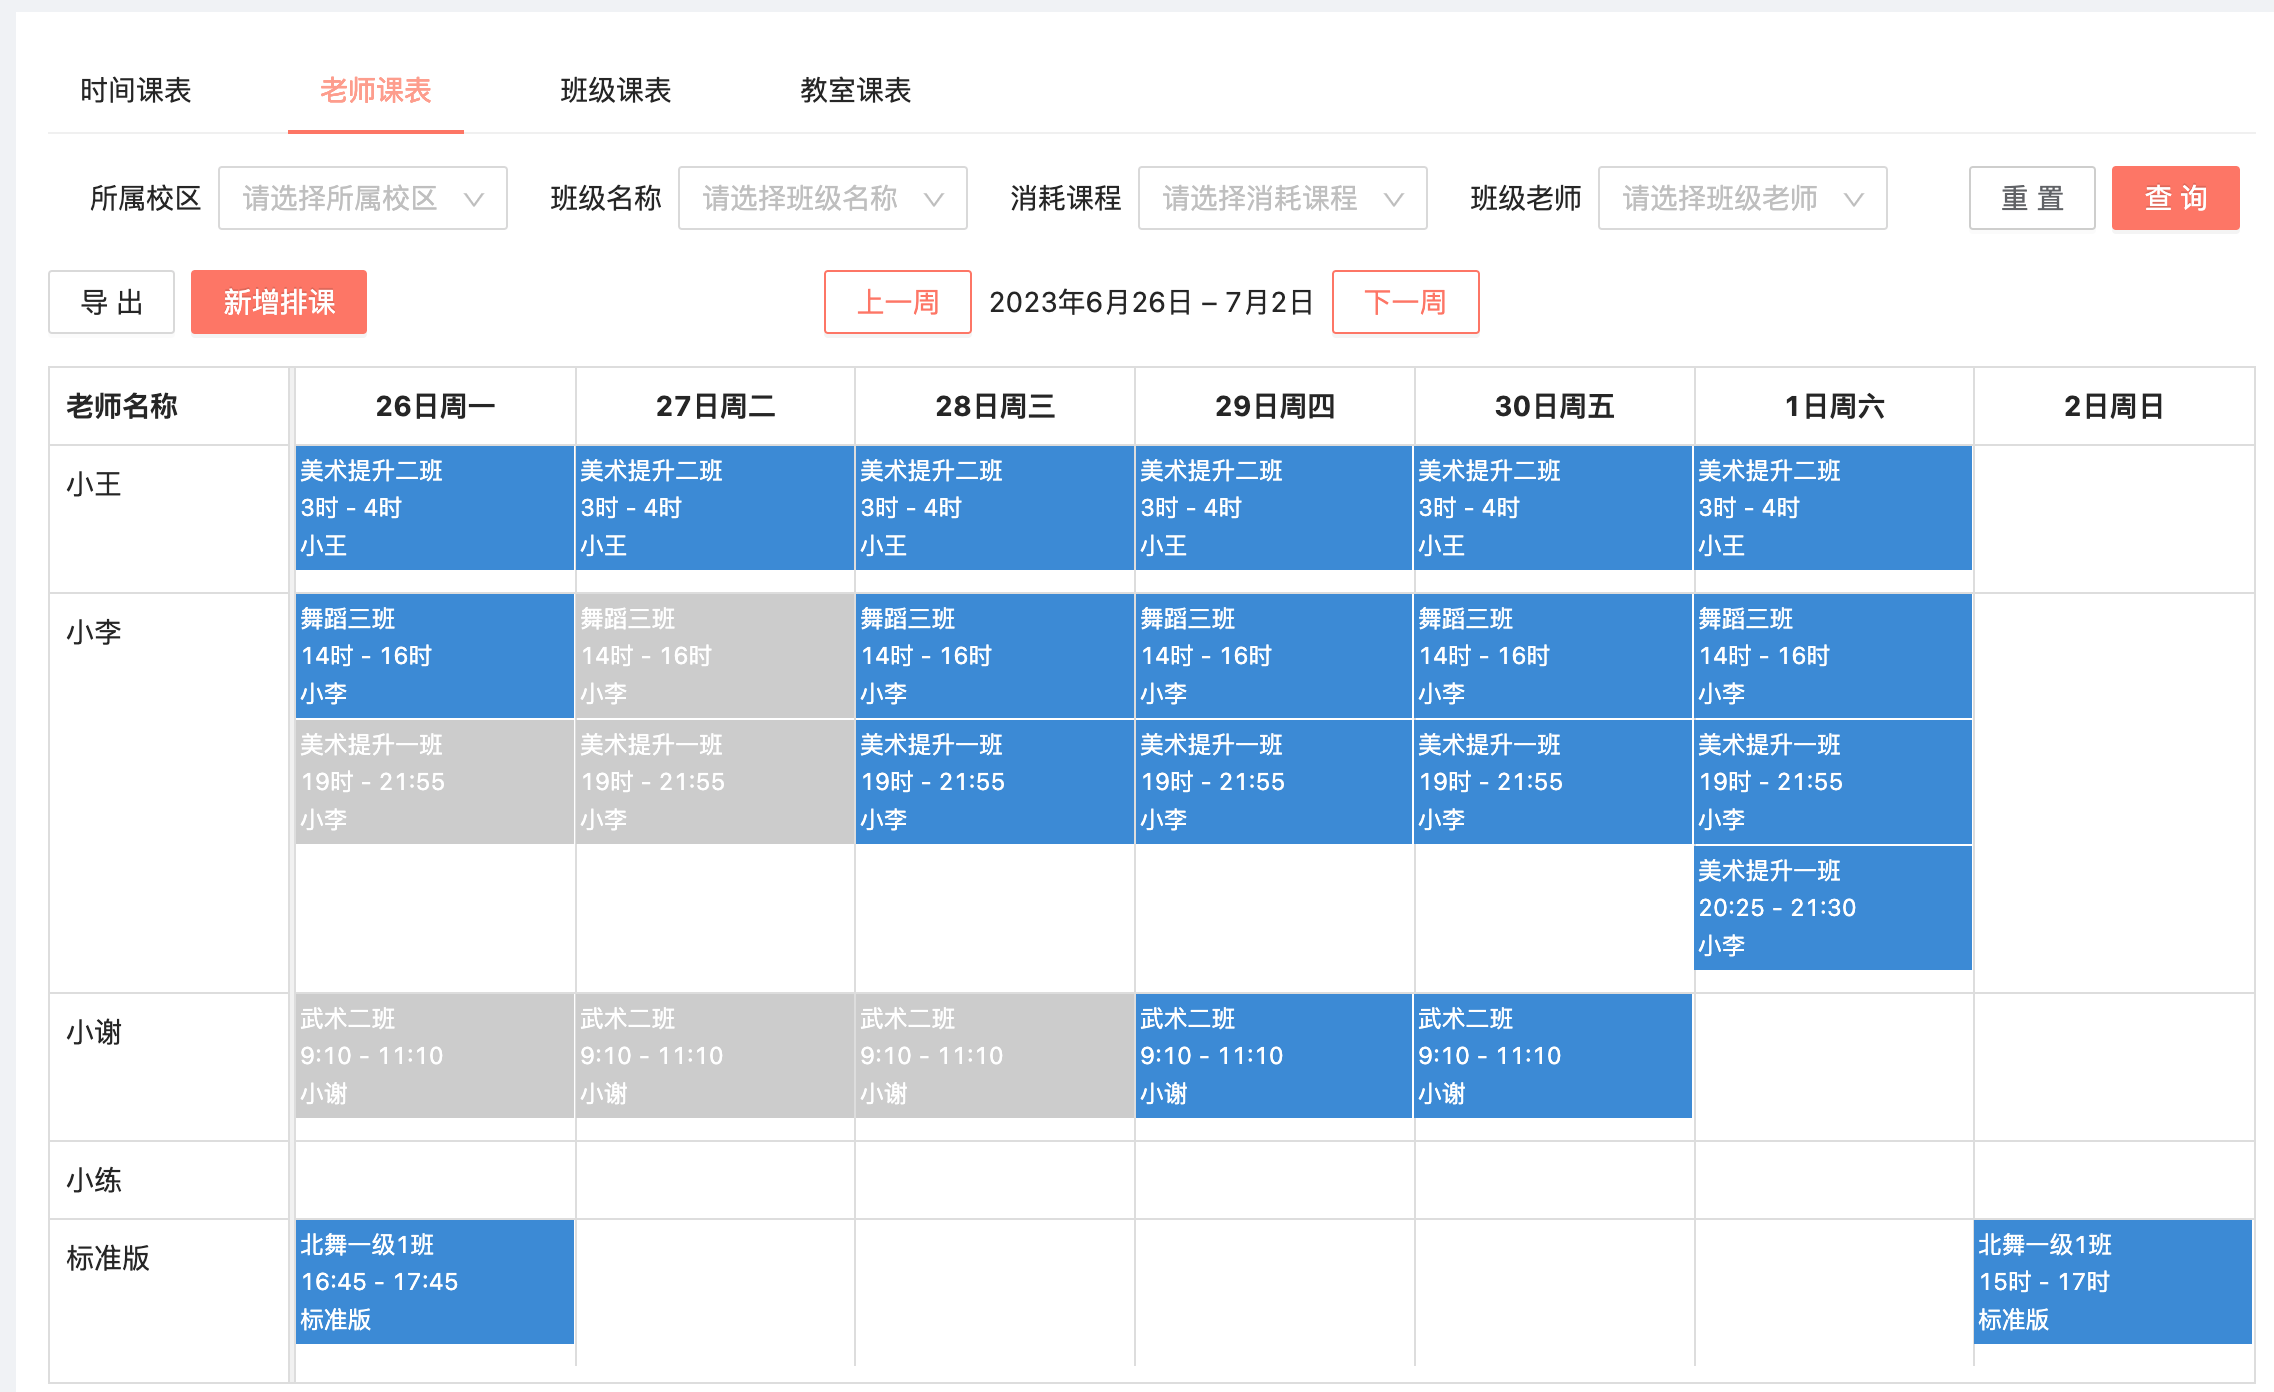 时间课表 老师课表 班级课表 教室课表
所属校区 请选择所属校区 班级名称 请选择班级名称 消耗课程 请选择消耗课程 班级老师 请选择班级老师 重 置 查 询
导 出 新增排课 上一周 2023年6月26日 – 7月2日 下一周
老师名称 26日周一 27日周二 28日周三 29日周四 30日周五 1日周六 2日周日
小王
美术提升二班 美术提升二班 美术提升二班 美术提升二班 美术提升二班 美术提升二班
3时 - 4时 3时 - 4时 3时 - 4时 3时 - 4时 3时 - 4时 3时 - 4时
小王 小王 小王 小王 小王 小王
小李
舞蹈三班 舞蹈三班 舞蹈三班 舞蹈三班 舞蹈三班 舞蹈三班
14时 - 16时 14时 - 16时 14时 - 16时 14时 - 16时 14时 - 16时 14时 - 16时
小李 小李 小李 小李 小李 小李
美术提升一班 美术提升一班 美术提升一班 美术提升一班 美术提升一班 美术提升一班
19时 - 21:55 19时 - 21:55 19时 - 21:55 19时 - 21:55 19时 - 21:55 19时 - 21:55
小李 小李 小李 小李 小李 小李
美术提升一班
20:25 - 21:30
小李
小谢
武术二班 武术二班 武术二班 武术二班 武术二班
9:10 - 11:10 9:10 - 11:10 9:10 - 11:10 9:10 - 11:10 9:10 - 11:10
小谢 小谢 小谢 小谢 小谢
小练
标准版
北舞一级1班 北舞一级1班
16:45 - 17:45 15时 - 17时
标准版 标准版